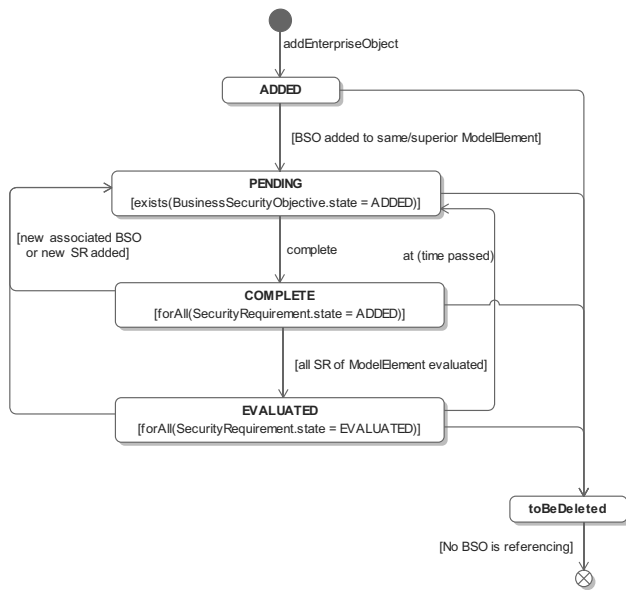 addEnterpriseObject
ADDED
[BSO added to same/superior ModelElement]
PENDING
[exists(BusinessSecurityObjective.state = ADDED)]
[new associated BSO
or new SR added]
complete
at (time passed)
COMPLETE
[forAll(SecurityRequirement.state = ADDED)]
[all SR of ModelElement evaluated]
EVALUATED
[forAll(SecurityRequirement.state = EVALUATED)]
toBeDeleted
[No BSO is referencing]